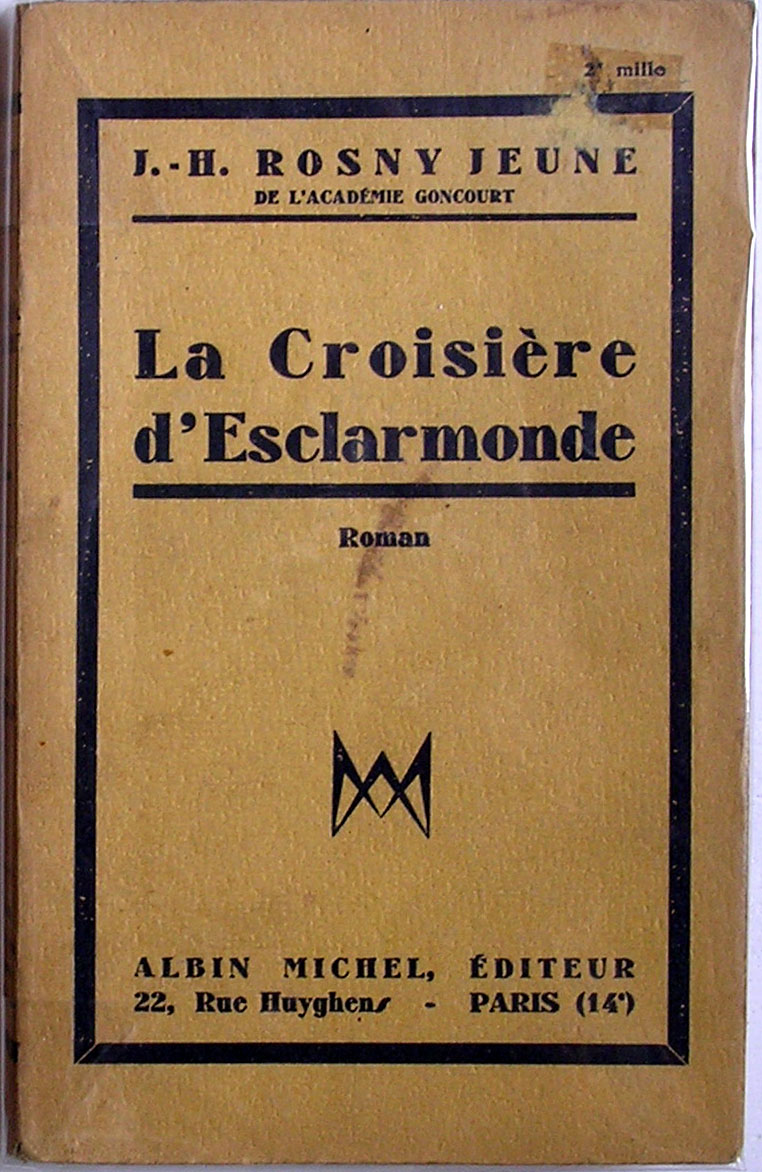 2e mille
J.-H. ROSNY JEUNE
DE L'ACADÉMIE GONCOURT
La Croisière
d'Esclarmonde
Roman
AM
ALBIN MICHEL, ÉDITEUR
22, Rue Huyghens - PARIS (14e)